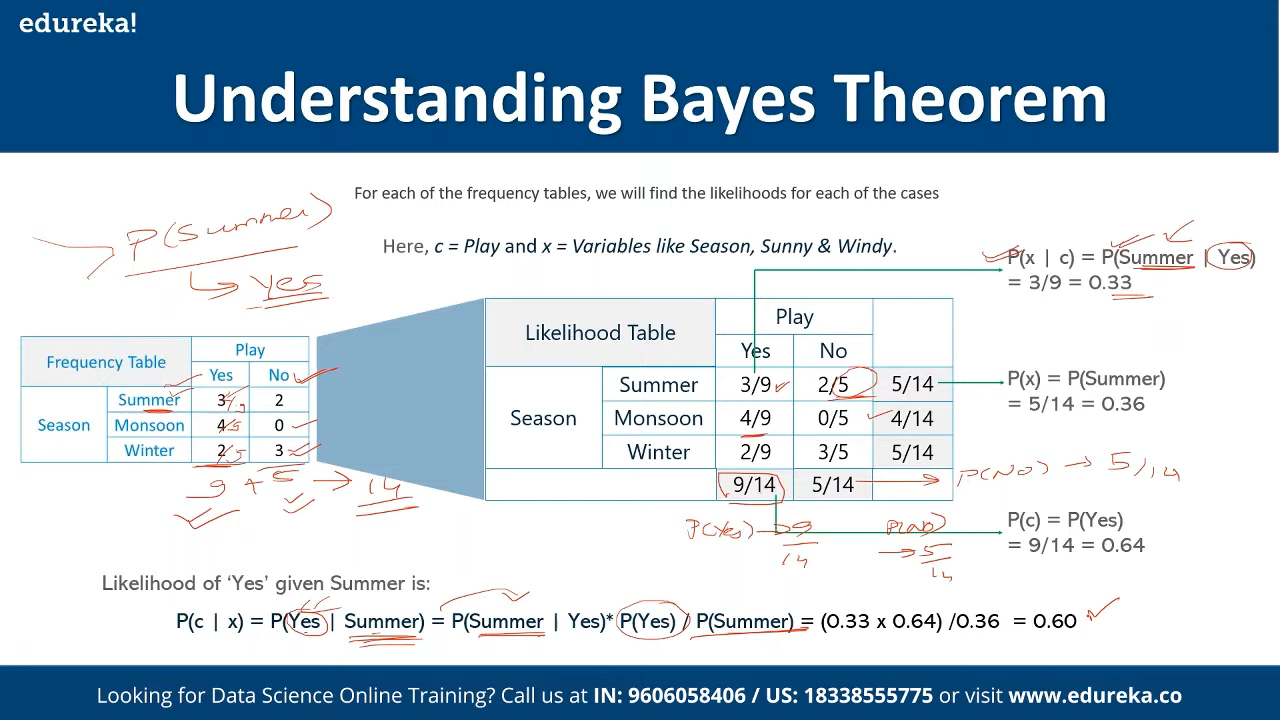 edureka!
Understanding Bayes Theorem
For each of the frequency tables, we will find the likelihoods for each of the cases
Here, c = Play and x = Variables like Season, Sunny & Windy.
P(Summer)
Yes
P(x | c) = P(Summer | Yes)
= 3/9 = 0.33
Frequency Table
Play
Yes No
Season
Summer 3 2
Monsoon 4 0
Winter 2 3
9 + 5 → 14
Likelihood Table
Play
Yes No
Season
Summer 3/9 2/5 5/14
Monsoon 4/9 0/5 4/14
Winter 2/9 3/5 5/14
9/14 5/14
P(x) = P(Summer)
= 5/14 = 0.36
P(NO) → 5/14
P(Yes) → 9/14
P(NO) → 5/14
P(c) = P(Yes)
= 9/14 = 0.64
Likelihood of ‘Yes’ given Summer is:
P(c | x) = P(Yes | Summer) = P(Summer | Yes)* P(Yes) / P(Summer) = (0.33 x 0.64) /0.36 = 0.60
Looking for Data Science Online Training? Call us at IN: 9606058406 / US: 18338555775 or visit www.edureka.co